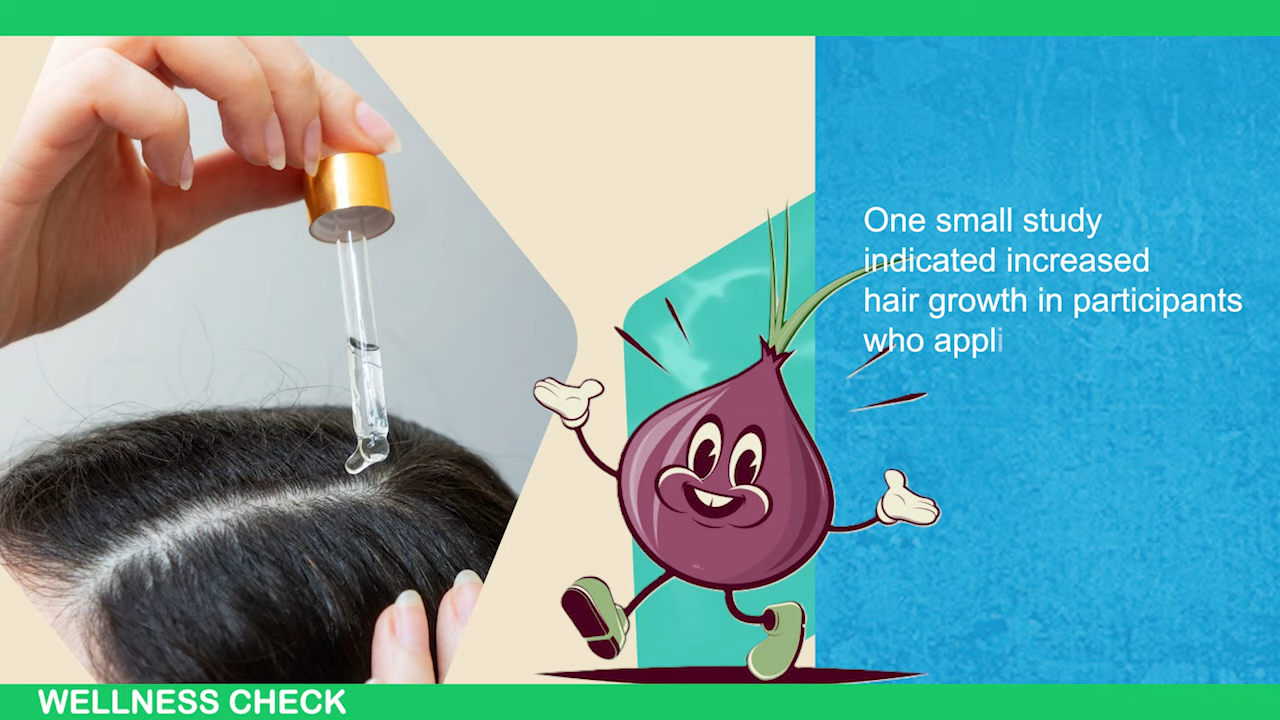 One small study
indicated increased
hair growth in participants
who appli
WELLNESS CHECK